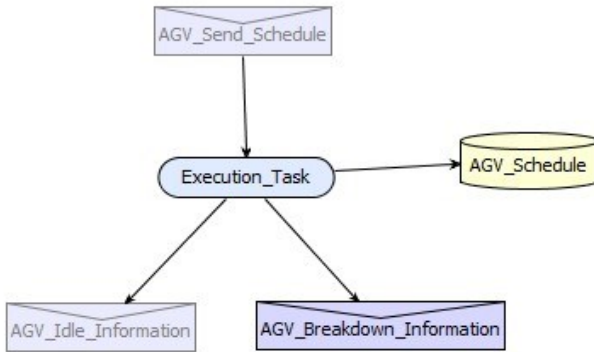 AGV_Send_Schedule
AGV_Schedule
Execution_Task
AGV_Idle_Information
AGV_Breakdown_Information